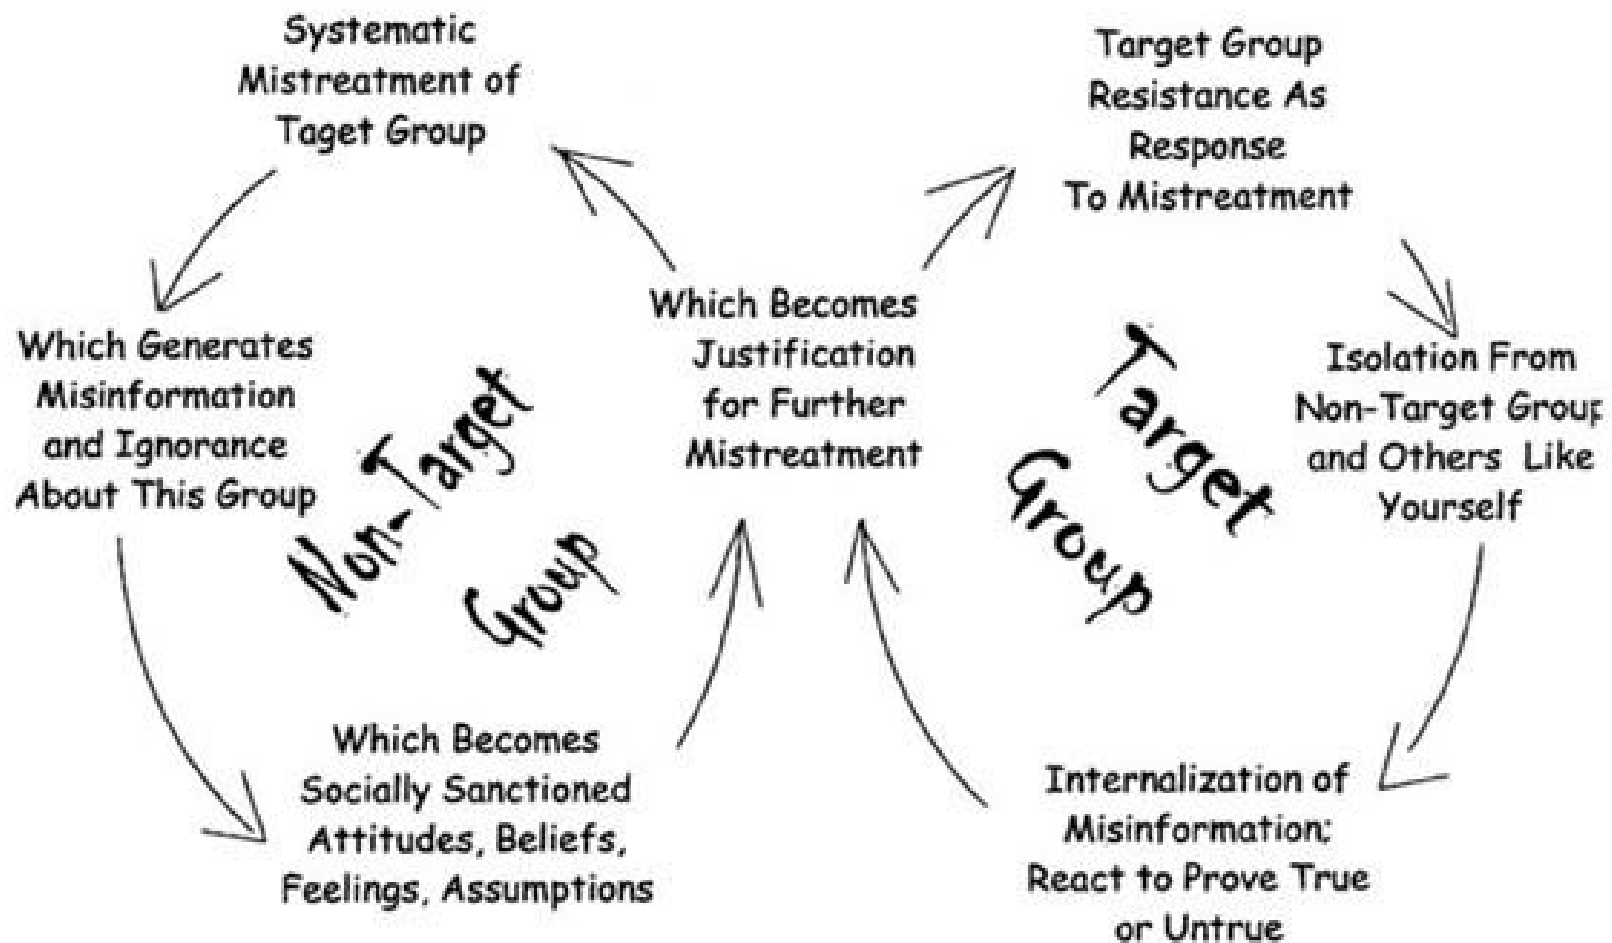 Systematic
Mistreatment of
Taget Group
Which Generates
Misinformation
and Ignorance
About This Group
Which Becomes
Socially Sanctioned
Attitudes, Beliefs,
Feelings, Assumptions
Non-Target
Group
Which Becomes
Justification
for Further
Mistreatment
Target Group
Resistance As
Response
To Mistreatment
Isolation From
Non-Target Group
and Others Like
Yourself
Internalization of
Misinformation;
React to Prove True
or Untrue
Target
Group